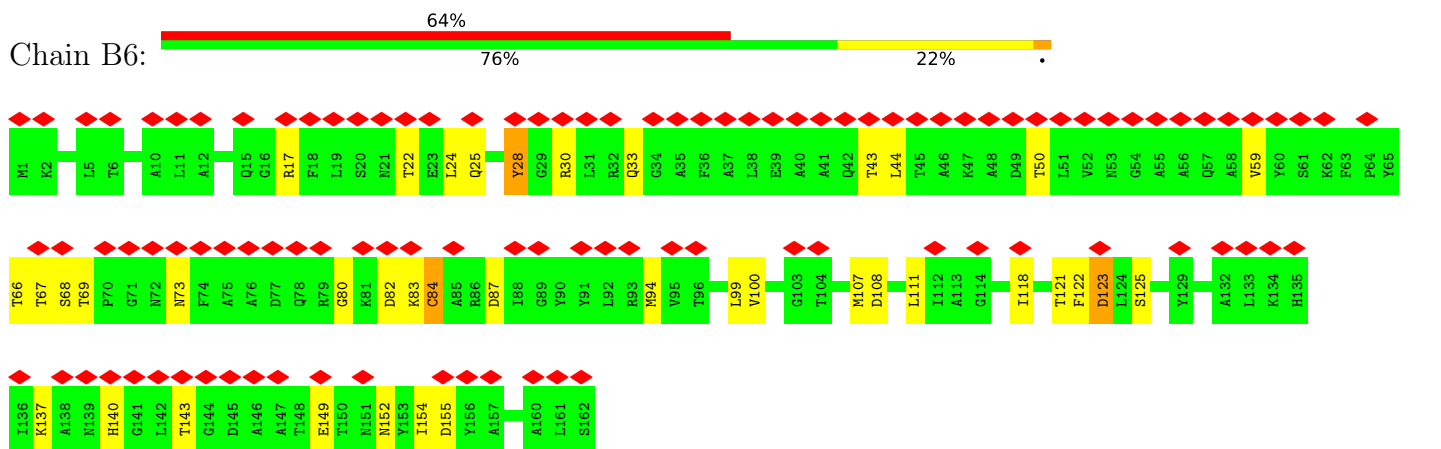 64%
Chain B6:
76% 22% •
M1 K2 L5 T6 A10 L11 A12 Q15 G16 R17 F18 L19 S20 N21 T22 E23 L24 Q25 Y28 G29 R30 L31 R32 Q33 G34 A35 F36 A37 L38 E39 A40 A41 Q42 T43 L44 T45 A46 K47 A48 D49 T50 L51 V52 N53 G54 A55 A56 Q57 A58 V59 Y60 S61 K62 F63 P64 Y65
T66 T67 S68 T69 P70 G71 N72 N73 F74 A75 A76 D77 Q78 R79 G80 K81 D82 K83 C84 A85 R86 D87 I88 G89 Y90 Y91 L92 R93 M94 V95 T96 L99 V100 G103 T104 M107 D108 L111 I112 A113 G114 I118 T121 F122 D123 L124 S125 Y129 A132 L133 K134 H135
I136 K137 A138 N139 H140 G141 L142 T143 G144 D145 A146 A147 T148 E149 T150 N151 N152 Y153 I154 D155 Y156 A157 A160 L161 S162